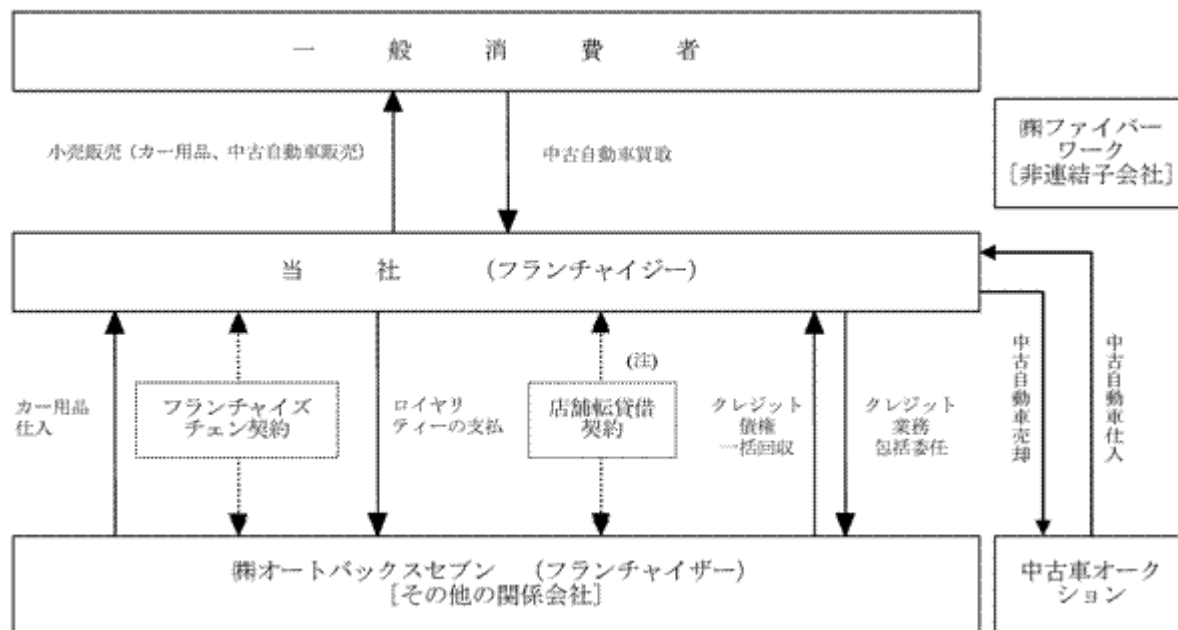 一般消費者
㈱ファイバー
ワーク
[非連結子会社]
小売販売（カー用品、中古自動車販売）
中古自動車買取
当社　（フランチャイジー）
(注)
カー用品
仕入
フランチャイズ
チェン契約
ロイヤリ
ティーの支払
店舗転貸借
契約
クレジット
債権
一括回収
クレジット
業務
包括委任
中古自動車売却
中古自動車仕入
㈱オートバックスセブン　（フランチャイザー）
[その他の関係会社]
中古車オーク
ション